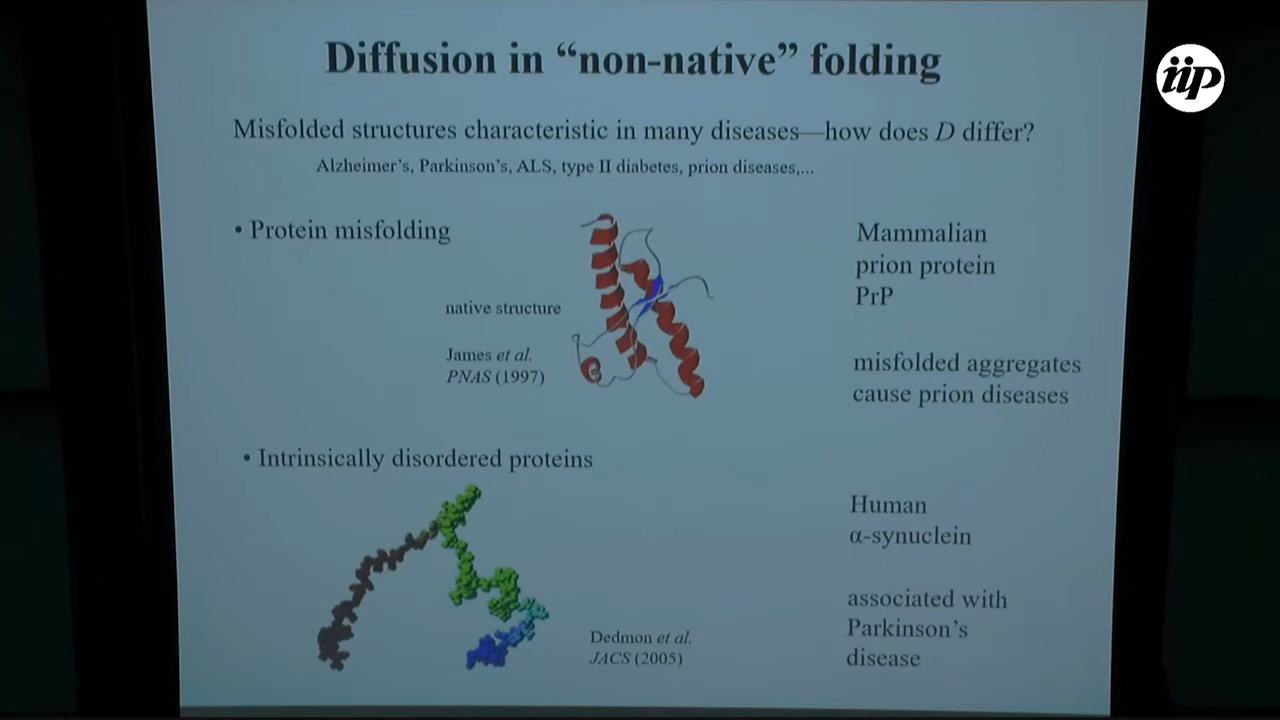 Diffusion in “non-native” folding
iip
Misfolded structures characteristic in many diseases—how does D differ?
Alzheimer’s, Parkinson’s, ALS, type II diabetes, prion diseases,...
• Protein misfolding
native structure
James et al.
PNAS (1997)
Mammalian
prion protein
PrP
misfolded aggregates
cause prion diseases
• Intrinsically disordered proteins
Dedmon et al.
JACS (2005)
Human
α-synuclein
associated with
Parkinson’s
disease